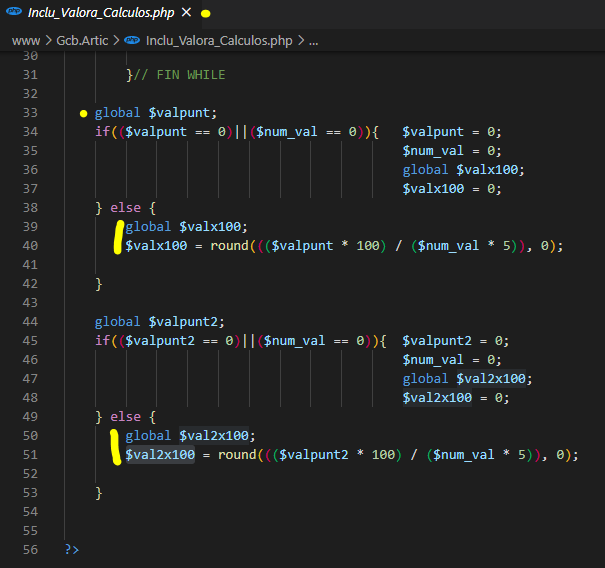 php Inclu_Valora_Calculos.php ×
www > Gcb.Artic > php Inclu_Valora_Calculos.php > ...
30
31 }// FIN WHILE
32
33 global $valpunt;
34 if(($valpunt == 0)||($num_val == 0)){ $valpunt = 0;
35 $num_val = 0;
36 global $valx100;
37 $valx100 = 0;
38 } else {
39 global $valx100;
40 $valx100 = round((($valpunt * 100) / ($num_val * 5)), 0);
41
42 }
43
44 global $valpunt2;
45 if(($valpunt2 == 0)||($num_val == 0)){ $valpunt2 = 0;
46 $num_val = 0;
47 global $val2x100;
48 $val2x100 = 0;
49 } else {
50 global $val2x100;
51 $val2x100 = round((($valpunt2 * 100) / ($num_val * 5)), 0);
52
53 }
54
55
56 ?>